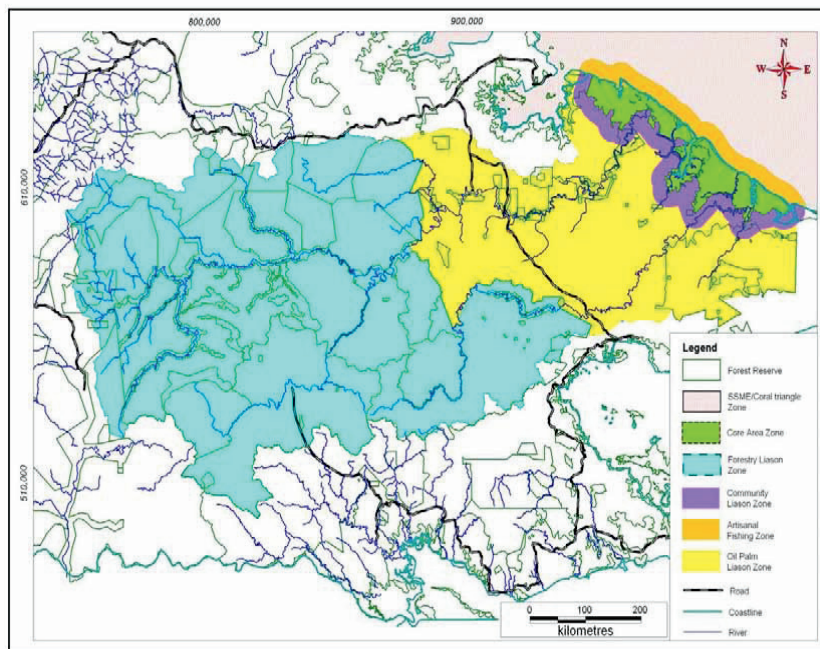 800,000
900,000
N
W E
S
610,000
510,000
Legend
Forest Reserve
SSME/Coral triangle
Zone
Core Area Zone
Forestry Liason
Zone
Community
Liason Zone
Artisanal
Fishing Zone
Oil Palm
Liason Zone
Road
Coastline
River
0 50 100 200
kilometres